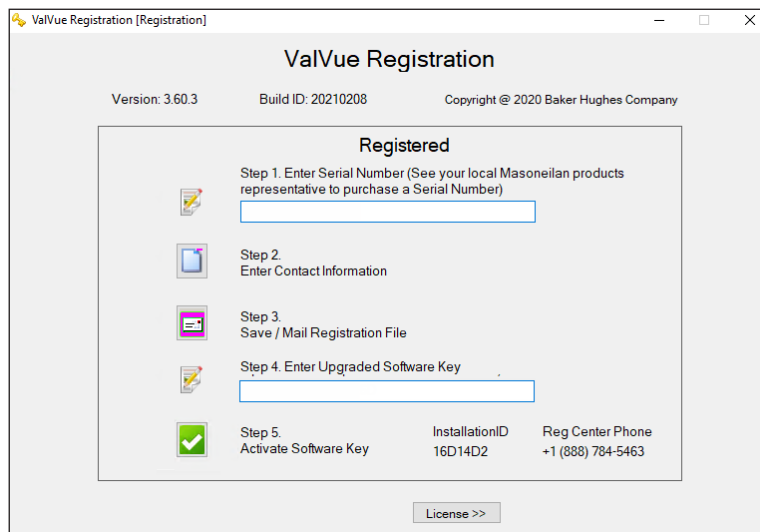 ValVue Registration [Registration]
ValVue Registration
Version: 3.60.3 Build ID: 20210208 Copyright @ 2020 Baker Hughes Company
Registered
Step 1. Enter Serial Number (See your local Masoneilan products
representative to purchase a Serial Number)
Step 2.
Enter Contact Information
Step 3.
Save / Mail Registration File
Step 4. Enter Upgraded Software Key
Step 5. InstallationID Reg Center Phone
Activate Software Key 16D14D2 +1 (888) 784-5463
License >>